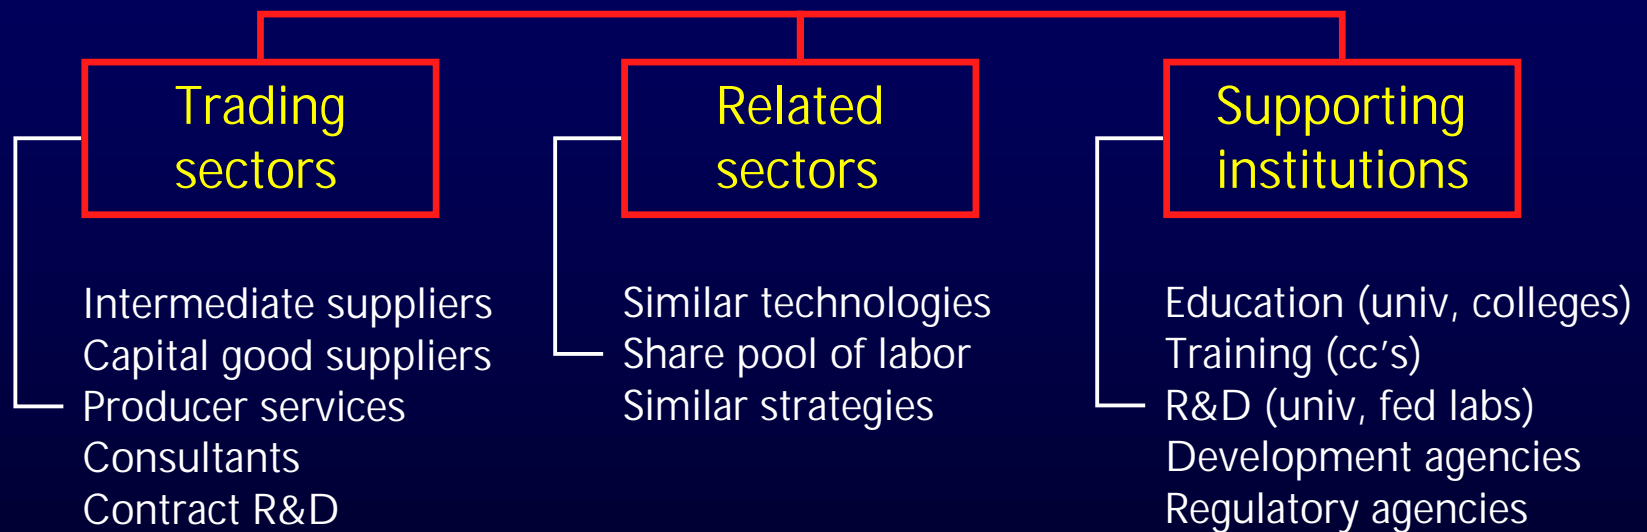 Trading
sectors
Intermediate suppliers
Capital good suppliers
Producer services
Consultants
Contract R&D
Related
sectors
Similar technologies
Share pool of labor
Similar strategies
Supporting
institutions
Education (univ, colleges)
Training (cc's)
R&D (univ, fed labs)
Development agencies
Regulatory agencies